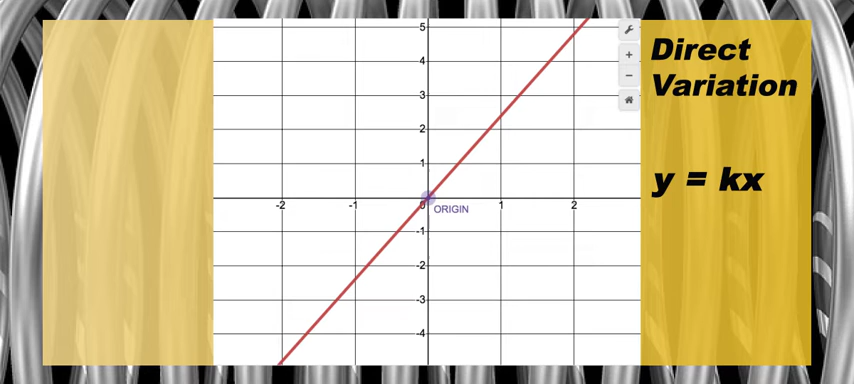 5
4
3
2
1
-2 -1 0 1 2
ORIGIN
-1
-2
-3
-4
Direct
Variation
y = kx